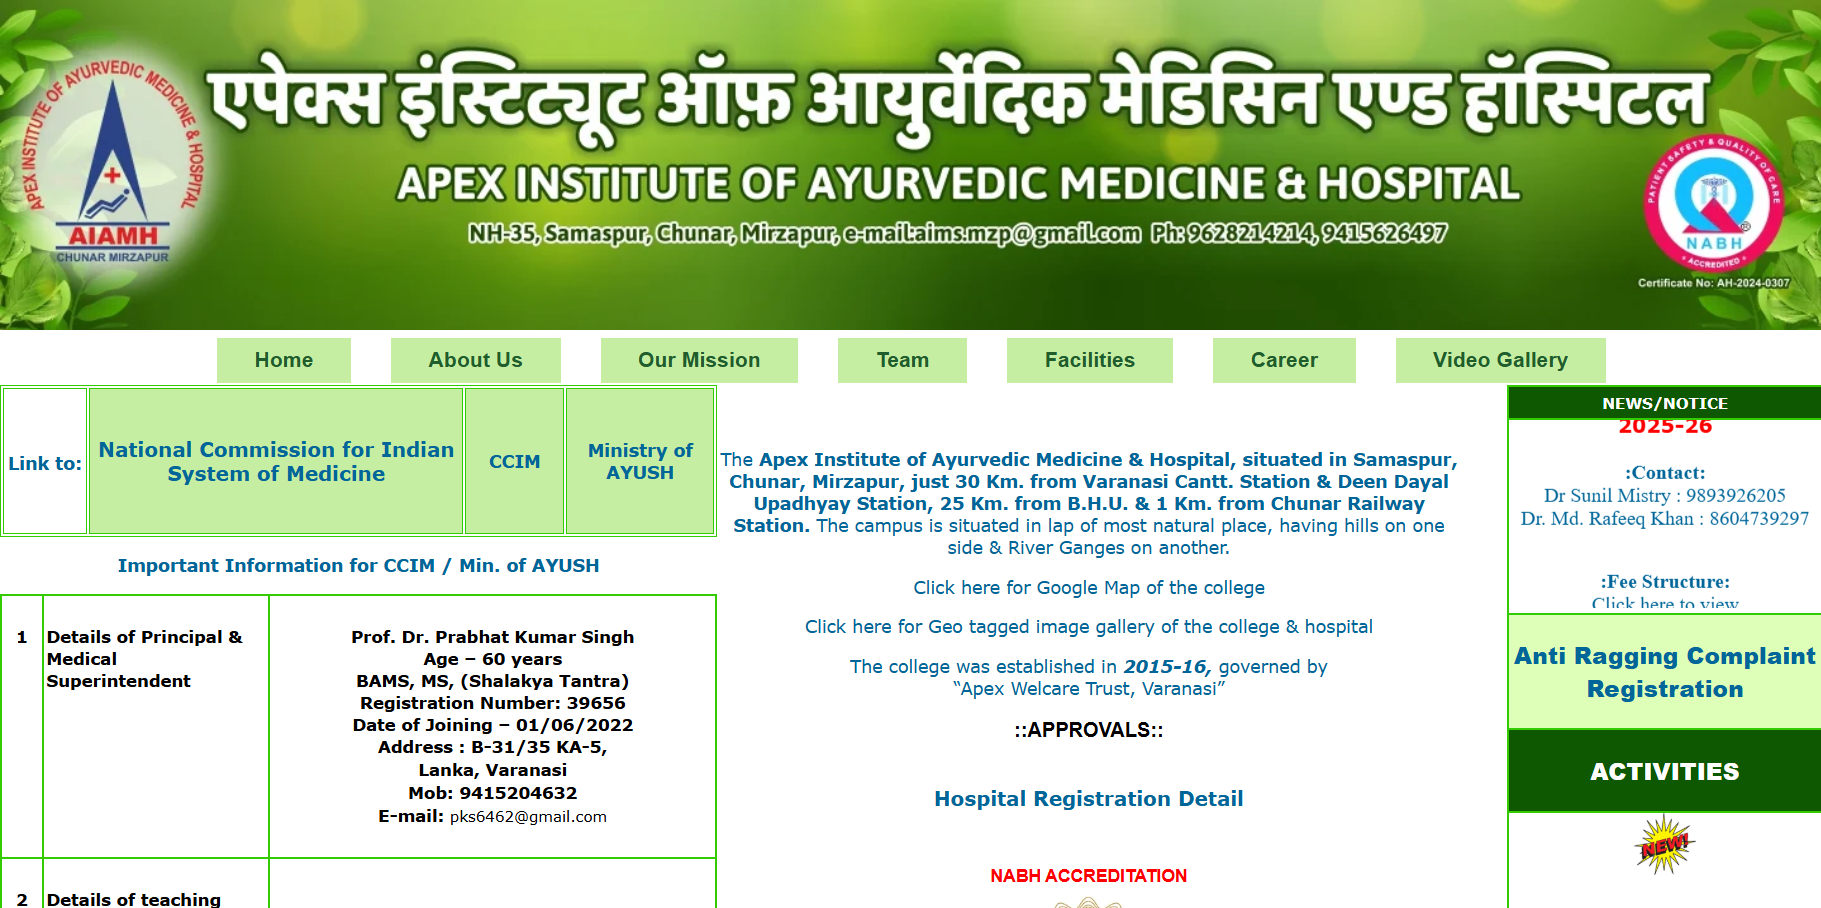 एपेक्स इंस्टिट्यूट ऑफ़ आयुर्वेदिक मेडिसिन एण्ड हॉस्पिटल
APEX INSTITUTE OF AYURVEDIC MEDICINE & HOSPITAL
NH-35, Samaspur, Chunar, Mirzapur, e-mail:aims.mzp@gmail.com Ph: 9628214214, 9415626497
APEX INSTITUTE OF AYURVEDIC MEDICINE & HOSPITAL
AIAMH
CHUNAR MIRZAPUR
PATIENT SAFETY & QUALITY OF CARE
NABH
®
• ACCREDITED •
Certificate No: AH-2024-0307
Home
About Us
Our Mission
Team
Facilities
Career
Video Gallery
Link to:
National Commission for Indian
System of Medicine
CCIM
Ministry of
AYUSH
Important Information for CCIM / Min. of AYUSH
1
Details of Principal &
Medical
Superintendent
Prof. Dr. Prabhat Kumar Singh
Age – 60 years
BAMS, MS, (Shalakya Tantra)
Registration Number: 39656
Date of Joining – 01/06/2022
Address : B-31/35 KA-5,
Lanka, Varanasi
Mob: 9415204632
E-mail: pks6462@gmail.com
2
Details of teaching
The Apex Institute of Ayurvedic Medicine & Hospital, situated in Samaspur,
Chunar, Mirzapur, just 30 Km. from Varanasi Cantt. Station & Deen Dayal
Upadhyay Station, 25 Km. from B.H.U. & 1 Km. from Chunar Railway
Station. The campus is situated in lap of most natural place, having hills on one
side & River Ganges on another.
Click here for Google Map of the college
Click here for Geo tagged image gallery of the college & hospital
The college was established in 2015-16, governed by
“Apex Welcare Trust, Varanasi”
::APPROVALS::
Hospital Registration Detail
NABH ACCREDITATION
NEWS/NOTICE
2025-26
:Contact:
Dr Sunil Mistry : 9893926205
Dr. Md. Rafeeq Khan : 8604739297
:Fee Structure:
Click here to view
Anti Ragging Complaint
Registration
ACTIVITIES
NEW!